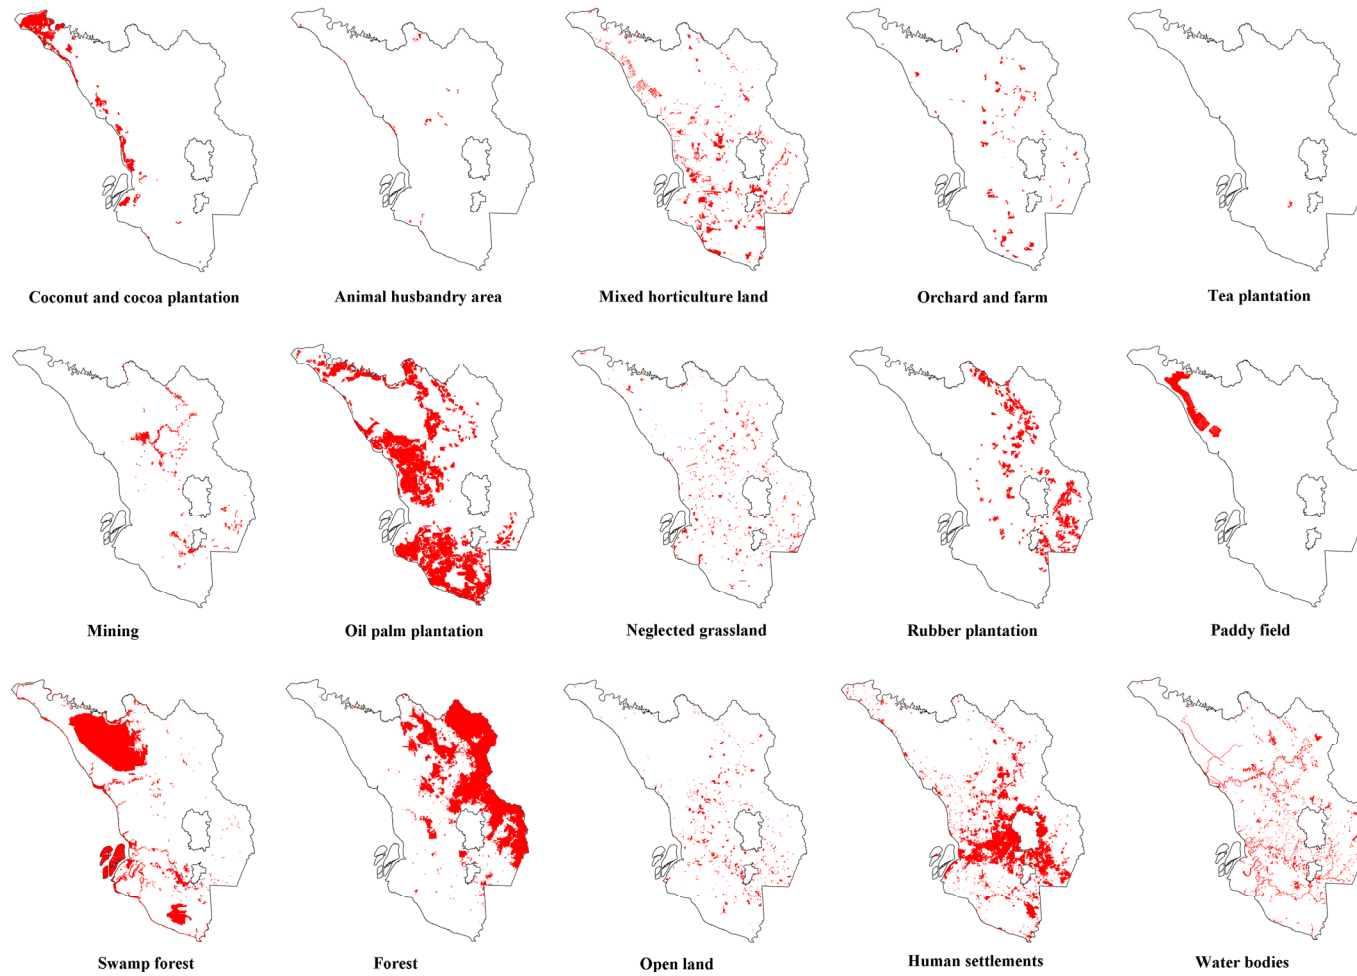 Coconut and cocoa plantation
Animal husbandry area
Mixed horticulture land
Orchard and farm
Tea plantation
Mining
Oil palm plantation
Neglected grassland
Rubber plantation
Paddy field
Swamp forest
Forest
Open land
Human settlements
Water bodies